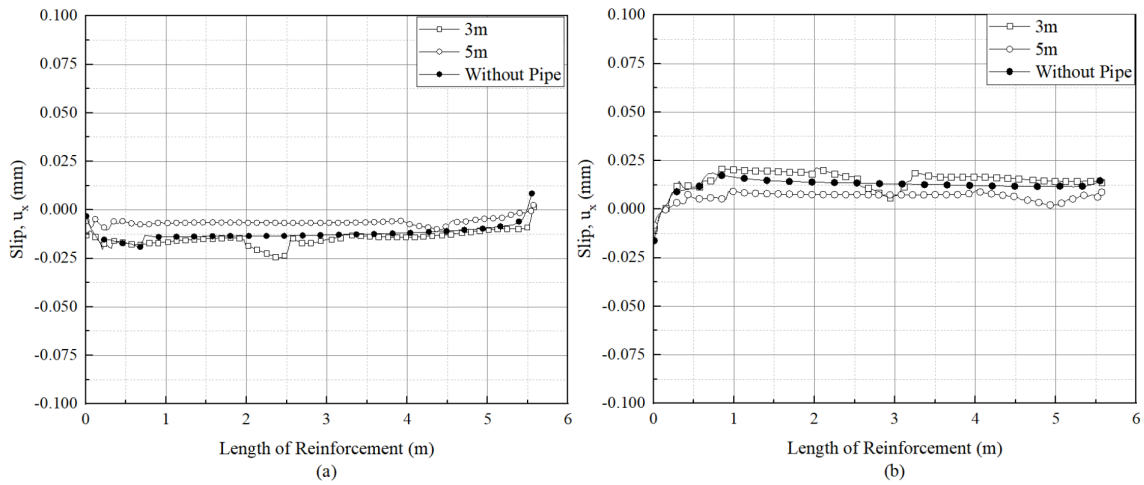 0.100
0.075
0.050
0.025
0.000
-0.025
-0.050
-0.075
-0.100
Slip, uₓ (mm)
3m
5m
Without Pipe
0 1 2 3 4 5 6
Length of Reinforcement (m)
(a)
0.100
0.075
0.050
0.025
0.000
-0.025
-0.050
-0.075
-0.100
Slip, uₓ (mm)
3m
5m
Without Pipe
0 1 2 3 4 5 6
Length of Reinforcement (m)
(b)